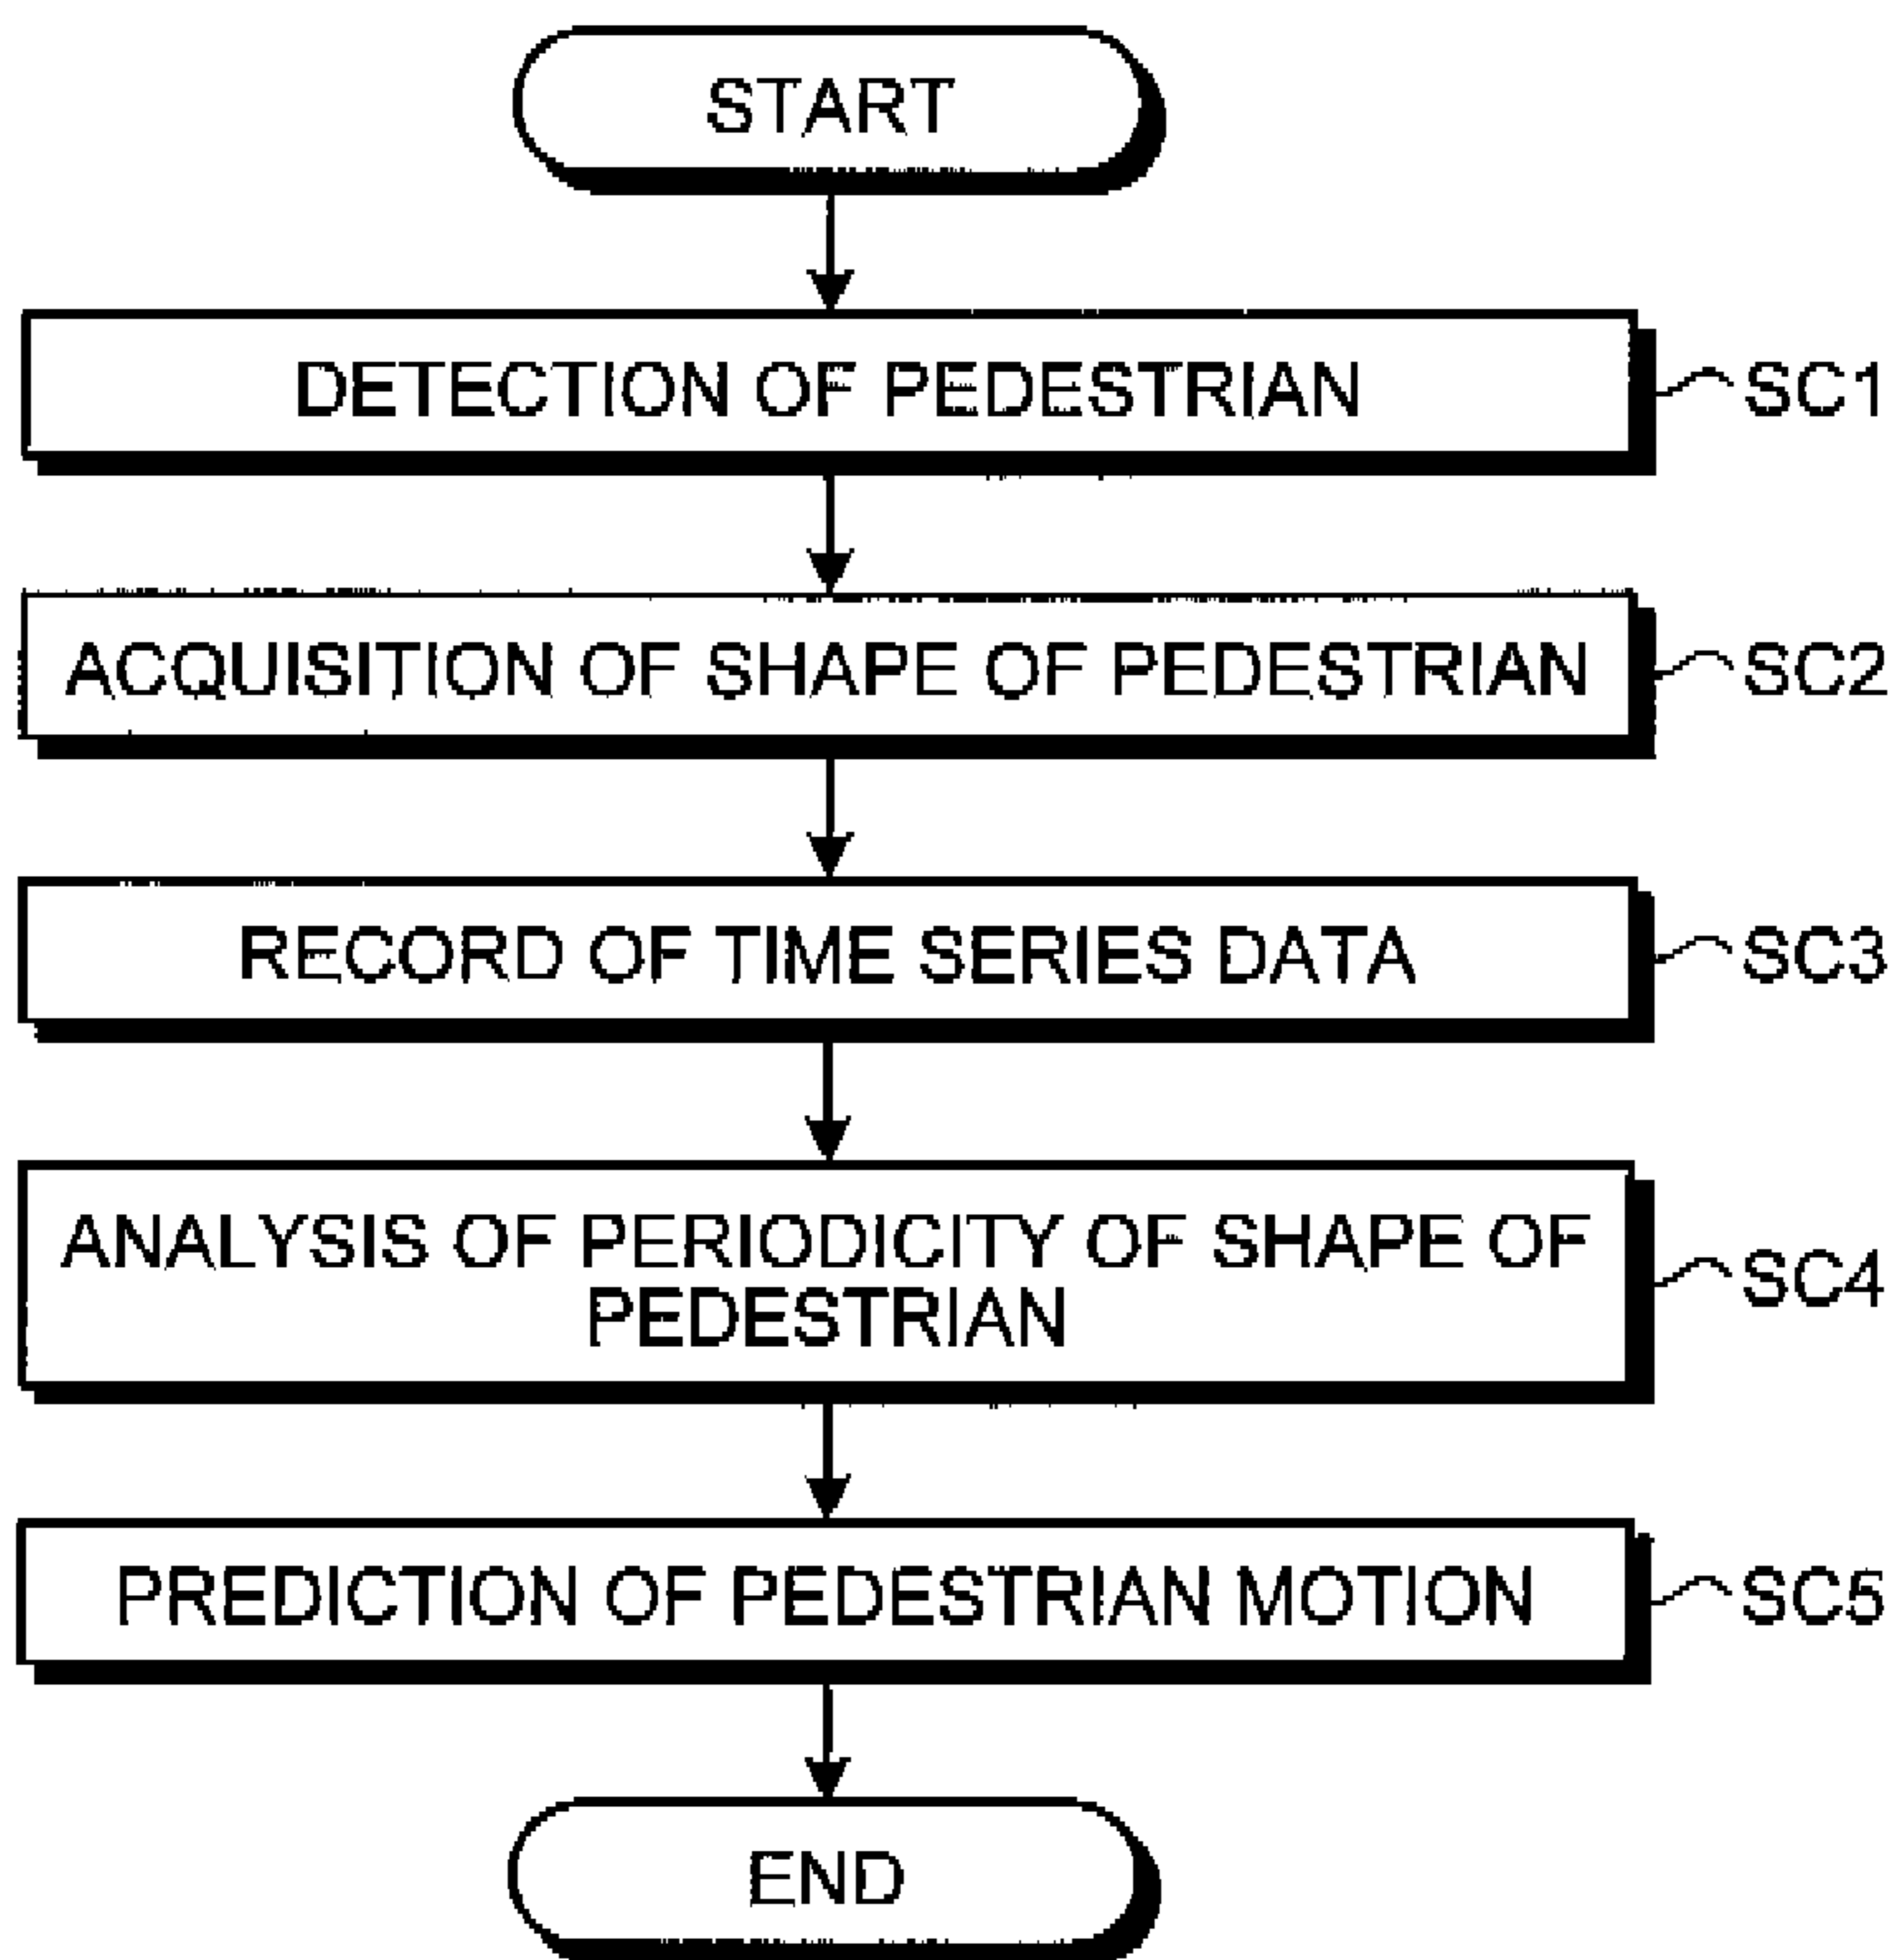 START
DETECTION OF PEDESTRIAN
SC1
ACQUISITION OF SHAPE OF PEDESTRIAN
SC2
RECORD OF TIME SERIES DATA
SC3
ANALYSIS OF PERIODICITY OF SHAPE OF
PEDESTRIAN
SC4
PREDICTION OF PEDESTRIAN MOTION
SC5
END